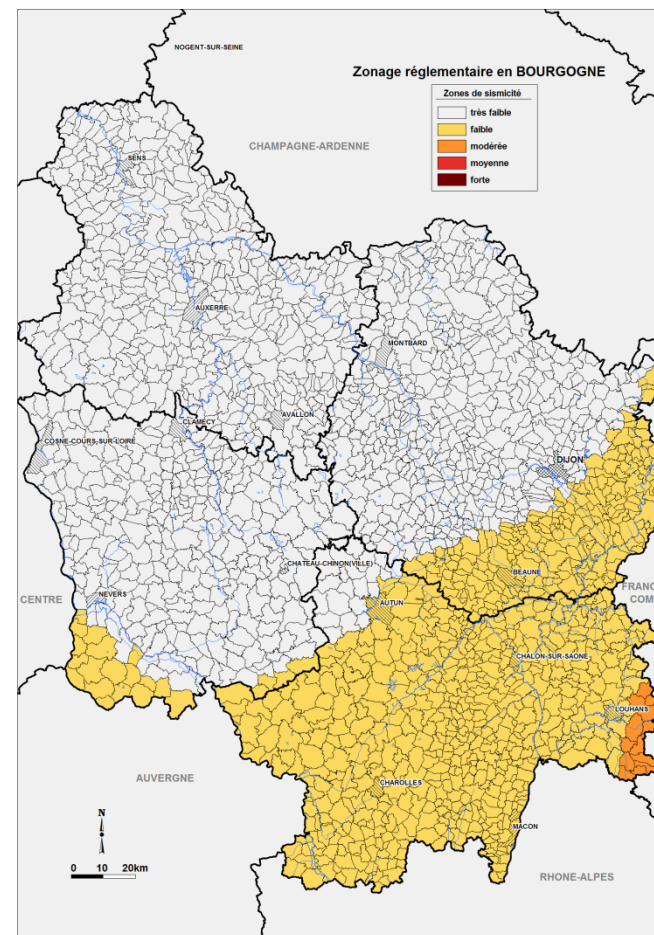 NOGENT-SUR-SEINE
Zonage réglementaire en BOURGOGNE
Zones de sismicité
très faible
faible
modérée
moyenne
forte
CHAMPAGNE-ARDENNE
SENS
AUXERRE
MONTBARD
AVALLON
CLAMECY
COSNE-COURS-SUR-LOIRE
DIJON
CHATEAU-CHINON(VILLE)
BEAUNE
CENTRE
NEVERS
FRANC
COM
AUTUN
CHALON-SUR-SAONE
LOUHANS
AUVERGNE
CHAROLLES
MACON
N
0 10 20km
RHONE-ALPES